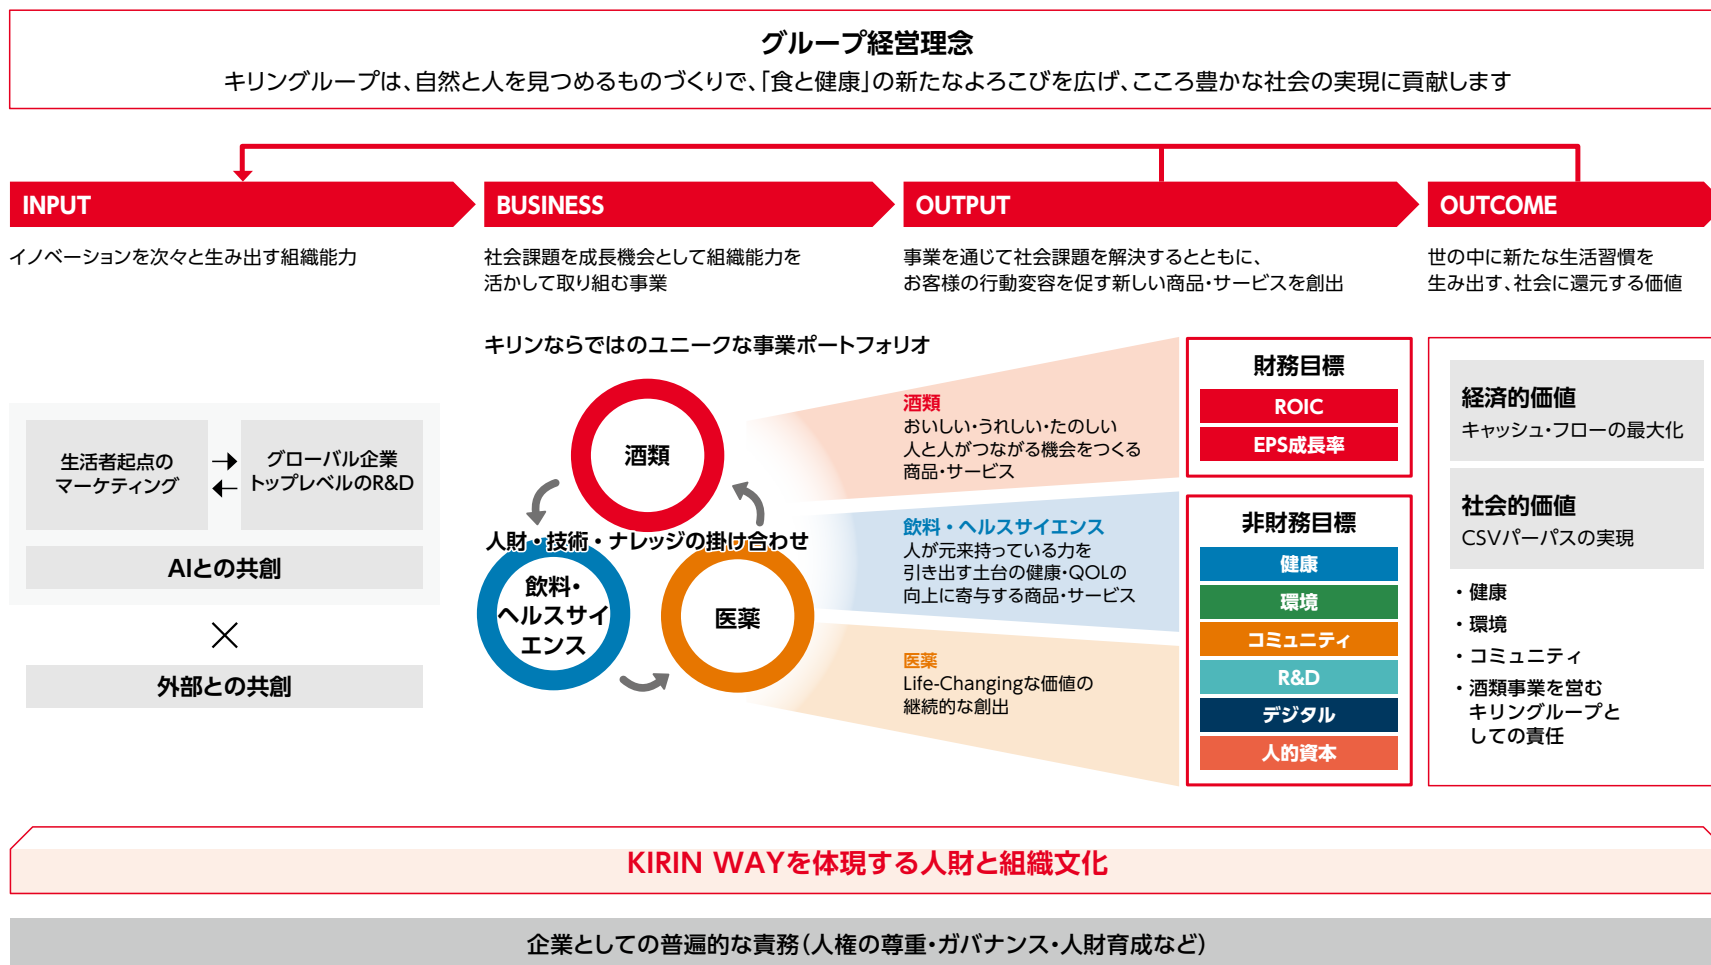 グループ経営理念
キリングループは、自然と人を見つめるものづくりで、「食と健康」の新たなよろこびを広げ、こころ豊かな社会の実現に貢献します
INPUT
イノベーションを次々と生み出す組織能力
生活者起点の
マーケティング
グローバル企業
トップレベルのR&D
AIとの共創
外部との共創
BUSINESS
社会課題を成長機会として組織能力を
活かして取り組む事業
キリンならではのユニークな事業ポートフォリオ
酒類
人財・技術・ナレッジの掛け合わせ
飲料・
ヘルスサイ
エンス
医薬
OUTPUT
事業を通じて社会課題を解決するとともに、
お客様の行動変容を促す新しい商品・サービスを創出
酒類
おいしい・うれしい・たのしい
人と人がつながる機会をつくる
商品・サービス
飲料・ヘルスサイエンス
人が元来持っている力を
引き出す土台の健康・QOLの
向上に寄与する商品・サービス
医薬
Life-Changingな価値の
継続的な創出
財務目標
ROIC
EPS成長率
非財務目標
健康
環境
コミュニティ
R&D
デジタル
人的資本
OUTCOME
世の中に新たな生活習慣を
生み出す、社会に還元する価値
経済的価値
キャッシュ・フローの最大化
社会的価値
CSVパーパスの実現
・健康
・環境
・コミュニティ
・酒類事業を営む
キリングループと
しての責任
KIRIN WAYを体現する人財と組織文化
企業としての普遍的な責務(人権の尊重・ガバナンス・人財育成など)